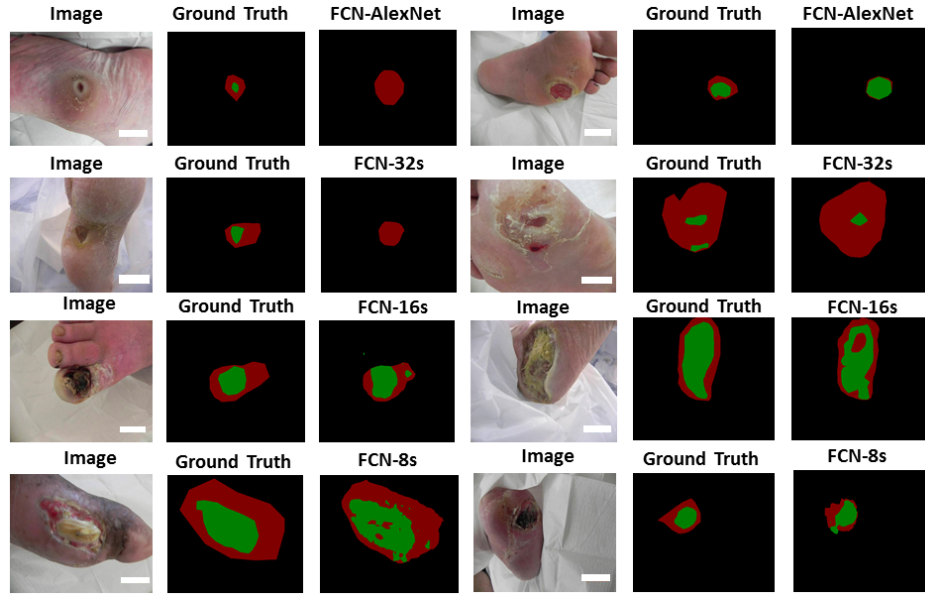 Image Ground Truth FCN-AlexNet Image Ground Truth FCN-AlexNet
Image Ground Truth FCN-32s Image Ground Truth FCN-32s
Image Ground Truth FCN-16s Image Ground Truth FCN-16s
Image Ground Truth FCN-8s Image Ground Truth FCN-8s